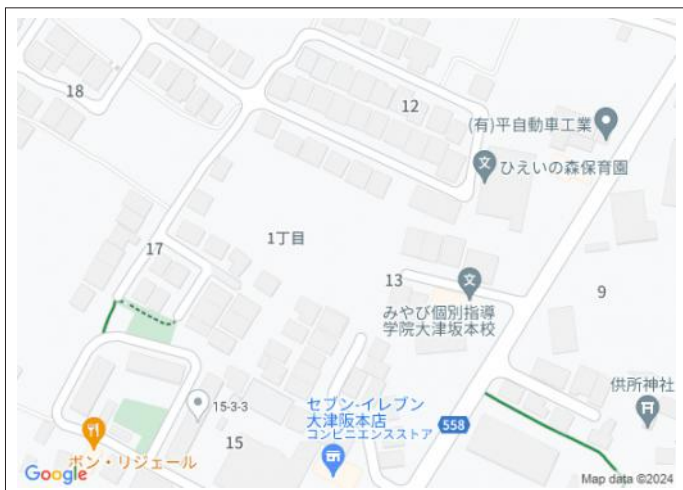 18
12
(有)平自動車工業
ひえいの森保育園
17
1丁目
13
9
みやび個別指導
学院大津坂本校
供所神社
15-3-3
セブン-イレブン
大津阪本店
コンビニエンスストア
558
15
ボン・リジェール
Google
Map data ©2024